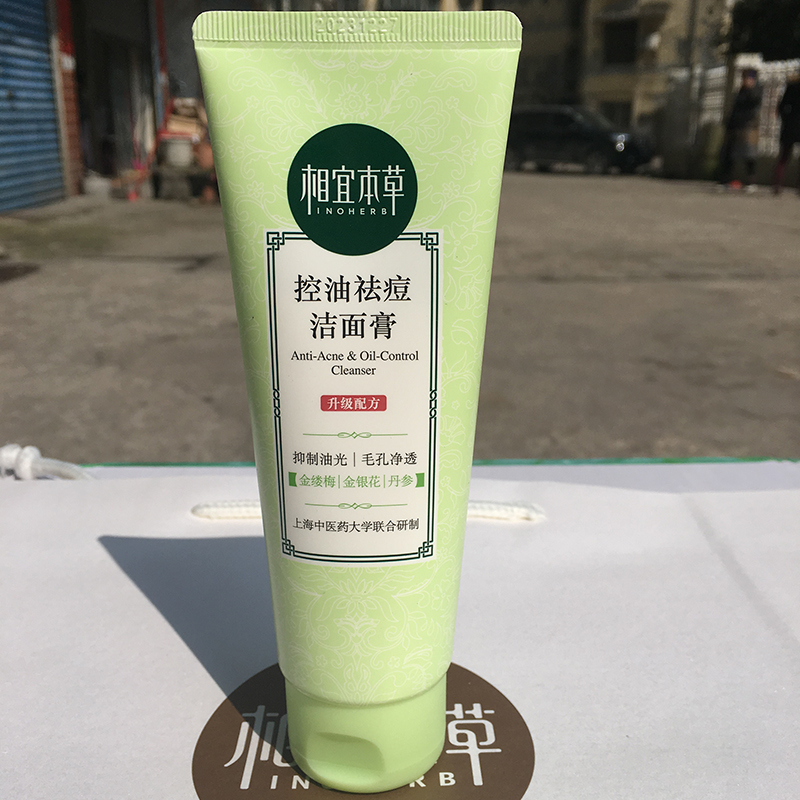 20231227
相宜本草
INOHERB
控油祛痘
洁面膏
Anti-Acne & Oil-Control
Cleanser
升级配方
抑制油光｜毛孔净透
金缕梅|金银花|丹参
上海中医药大学联合研制
相 草
INOHERB